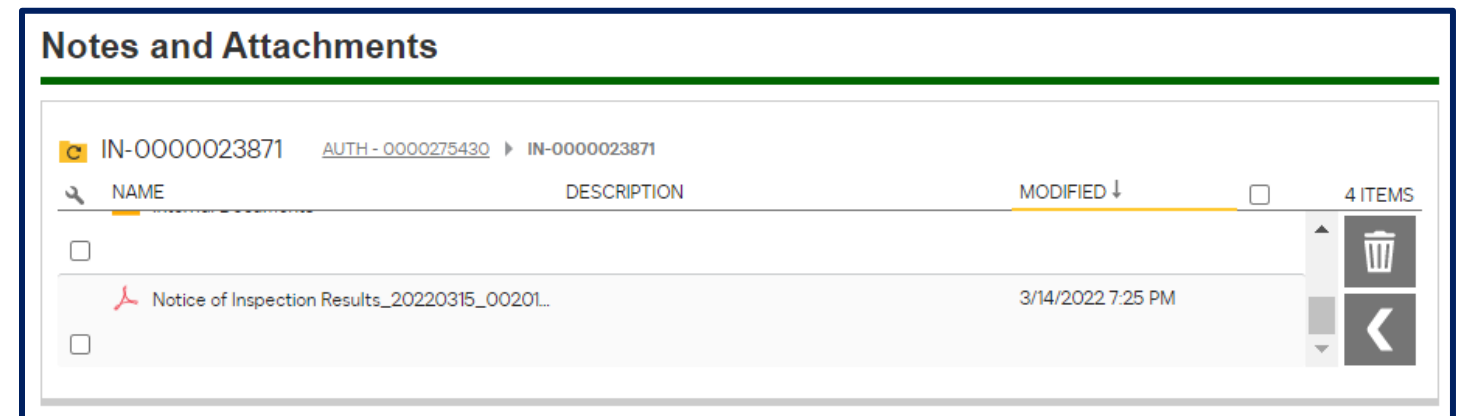 Notes and Attachments
IN-0000023871 AUTH - 0000275430 IN-0000023871
NAME DESCRIPTION MODIFIED ↓ 4 ITEMS
Notice of Inspection Results_20220315_00201... 3/14/2022 7:25 PM